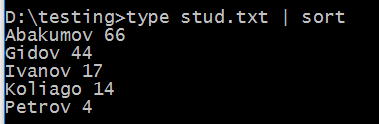 D:\testing>type stud.txt | sort
Abakumov 66
Gidov 44
Ivanov 17
Koliago 14
Petrov 4